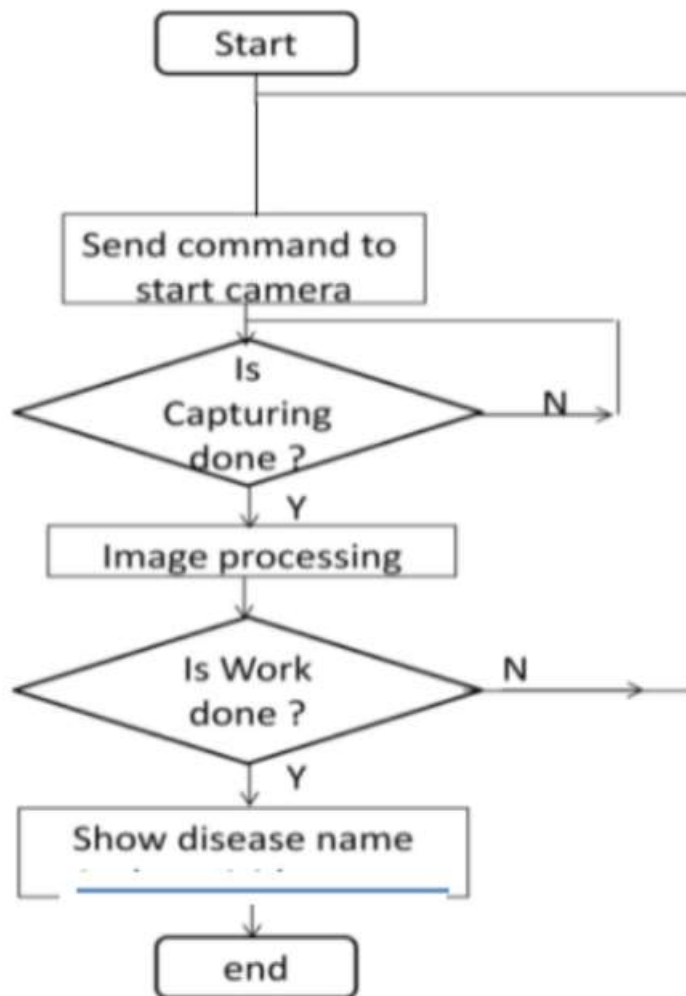 Start
Send command to
start camera
Is
Capturing
done ?
N
Y
Image processing
Is Work
done ?
N
Y
Show disease name
end